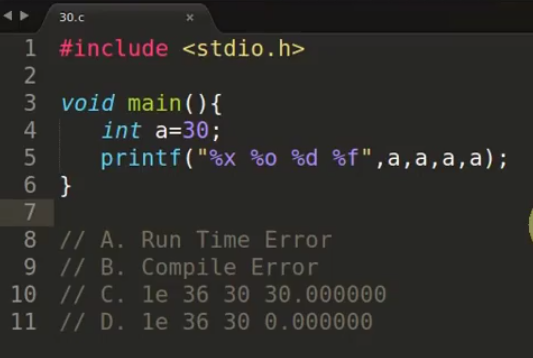 30.c ×
1 #include <stdio.h>
2
3 void main(){
4 int a=30;
5 printf("%x %o %d %f",a,a,a,a);
6 }
7
8 // A. Run Time Error
9 // B. Compile Error
10 // C. 1e 36 30 30.000000
11 // D. 1e 36 30 0.000000